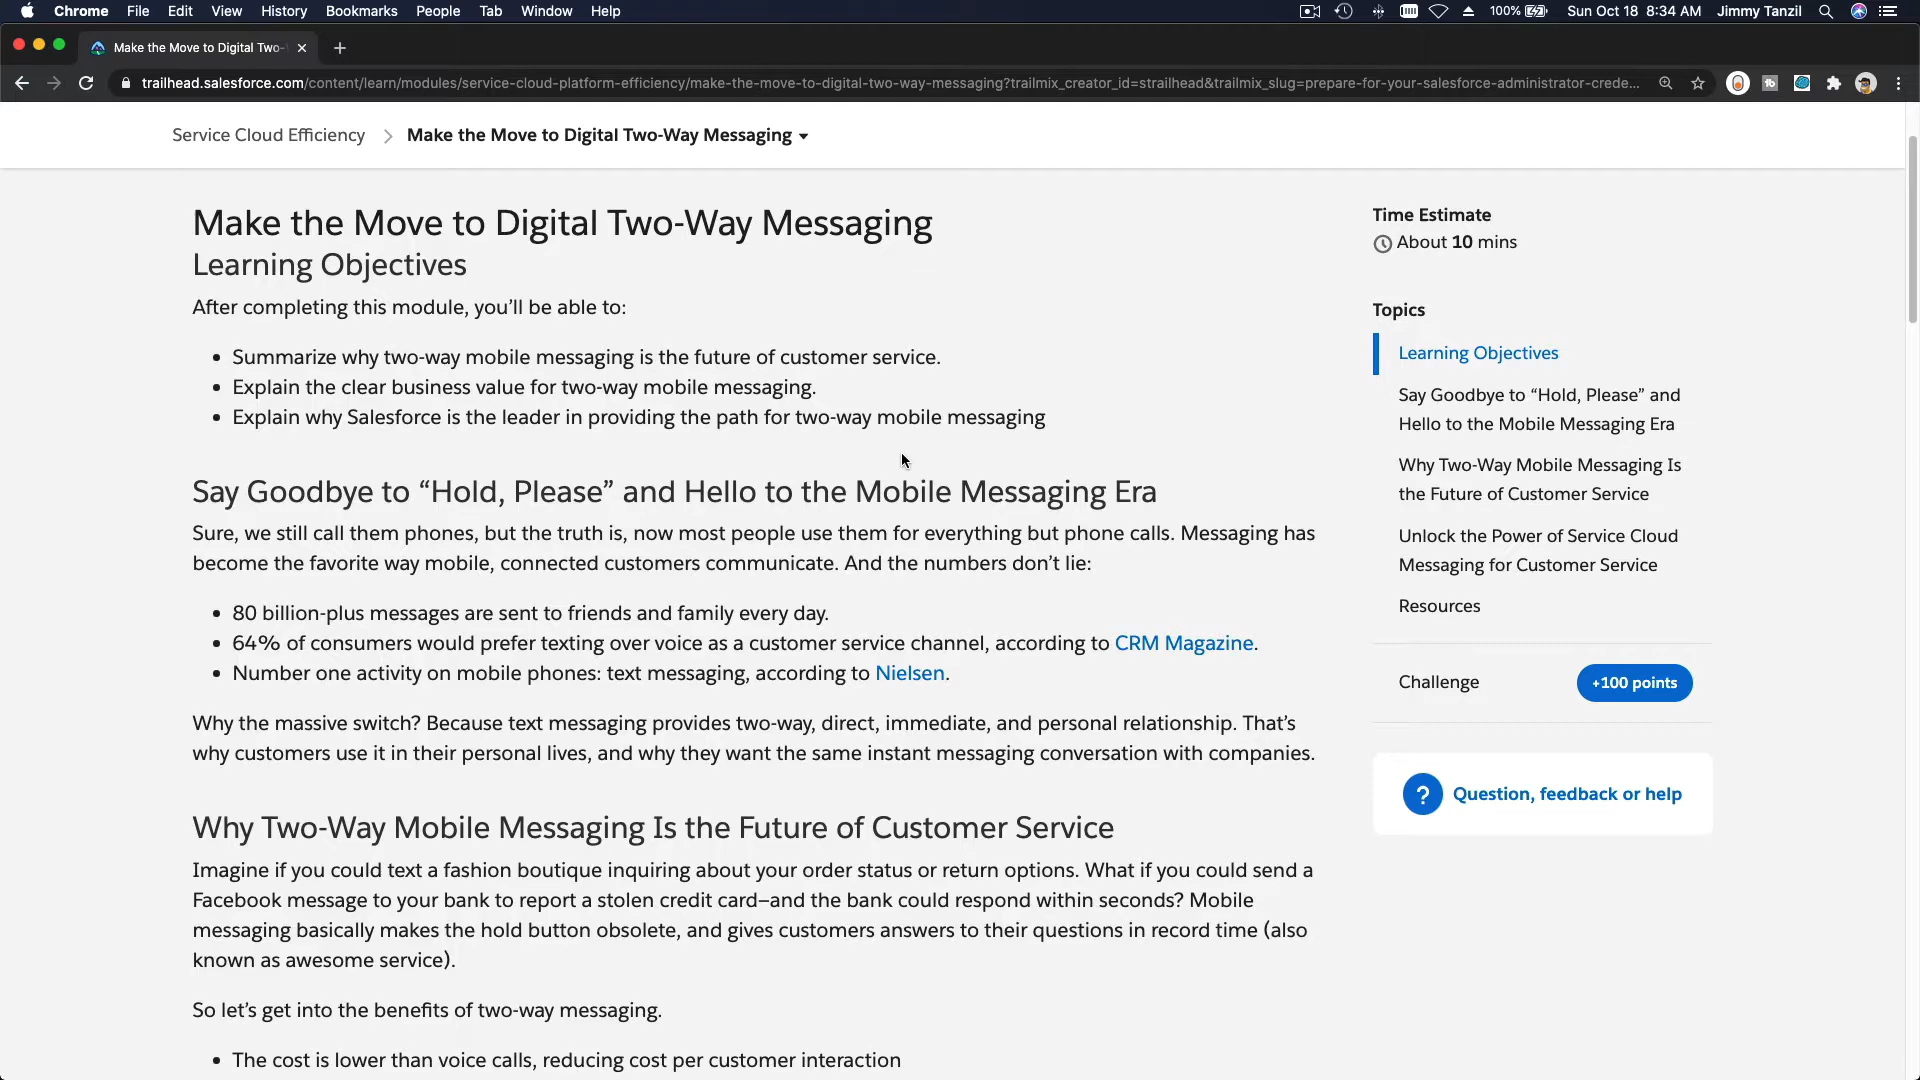 Chrome File Edit View History Bookmarks People Tab Window Help
100% Sun Oct 18 8:34 AM Jimmy Tanzil
Make the Move to Digital Two-
trailhead.salesforce.com/content/learn/modules/service-cloud-platform-efficiency/make-the-move-to-digital-two-way-messaging?trailmix_creator_id=strailhead&trailmix_slug=prepare-for-your-salesforce-administrator-crede...
Service Cloud Efficiency Make the Move to Digital Two-Way Messaging
Make the Move to Digital Two-Way Messaging
Learning Objectives
After completing this module, you’ll be able to:
• Summarize why two-way mobile messaging is the future of customer service.
• Explain the clear business value for two-way mobile messaging.
• Explain why Salesforce is the leader in providing the path for two-way mobile messaging
Say Goodbye to “Hold, Please” and Hello to the Mobile Messaging Era
Sure, we still call them phones, but the truth is, now most people use them for everything but phone calls. Messaging has
become the favorite way mobile, connected customers communicate. And the numbers don’t lie:
• 80 billion-plus messages are sent to friends and family every day.
• 64% of consumers would prefer texting over voice as a customer service channel, according to CRM Magazine.
• Number one activity on mobile phones: text messaging, according to Nielsen.
Why the massive switch? Because text messaging provides two-way, direct, immediate, and personal relationship. That’s
why customers use it in their personal lives, and why they want the same instant messaging conversation with companies.
Why Two-Way Mobile Messaging Is the Future of Customer Service
Imagine if you could text a fashion boutique inquiring about your order status or return options. What if you could send a
Facebook message to your bank to report a stolen credit card—and the bank could respond within seconds? Mobile
messaging basically makes the hold button obsolete, and gives customers answers to their questions in record time (also
known as awesome service).
So let’s get into the benefits of two-way messaging.
• The cost is lower than voice calls, reducing cost per customer interaction
Time Estimate
About 10 mins
Topics
Learning Objectives
Say Goodbye to “Hold, Please” and
Hello to the Mobile Messaging Era
Why Two-Way Mobile Messaging Is
the Future of Customer Service
Unlock the Power of Service Cloud
Messaging for Customer Service
Resources
Challenge +100 points
? Question, feedback or help